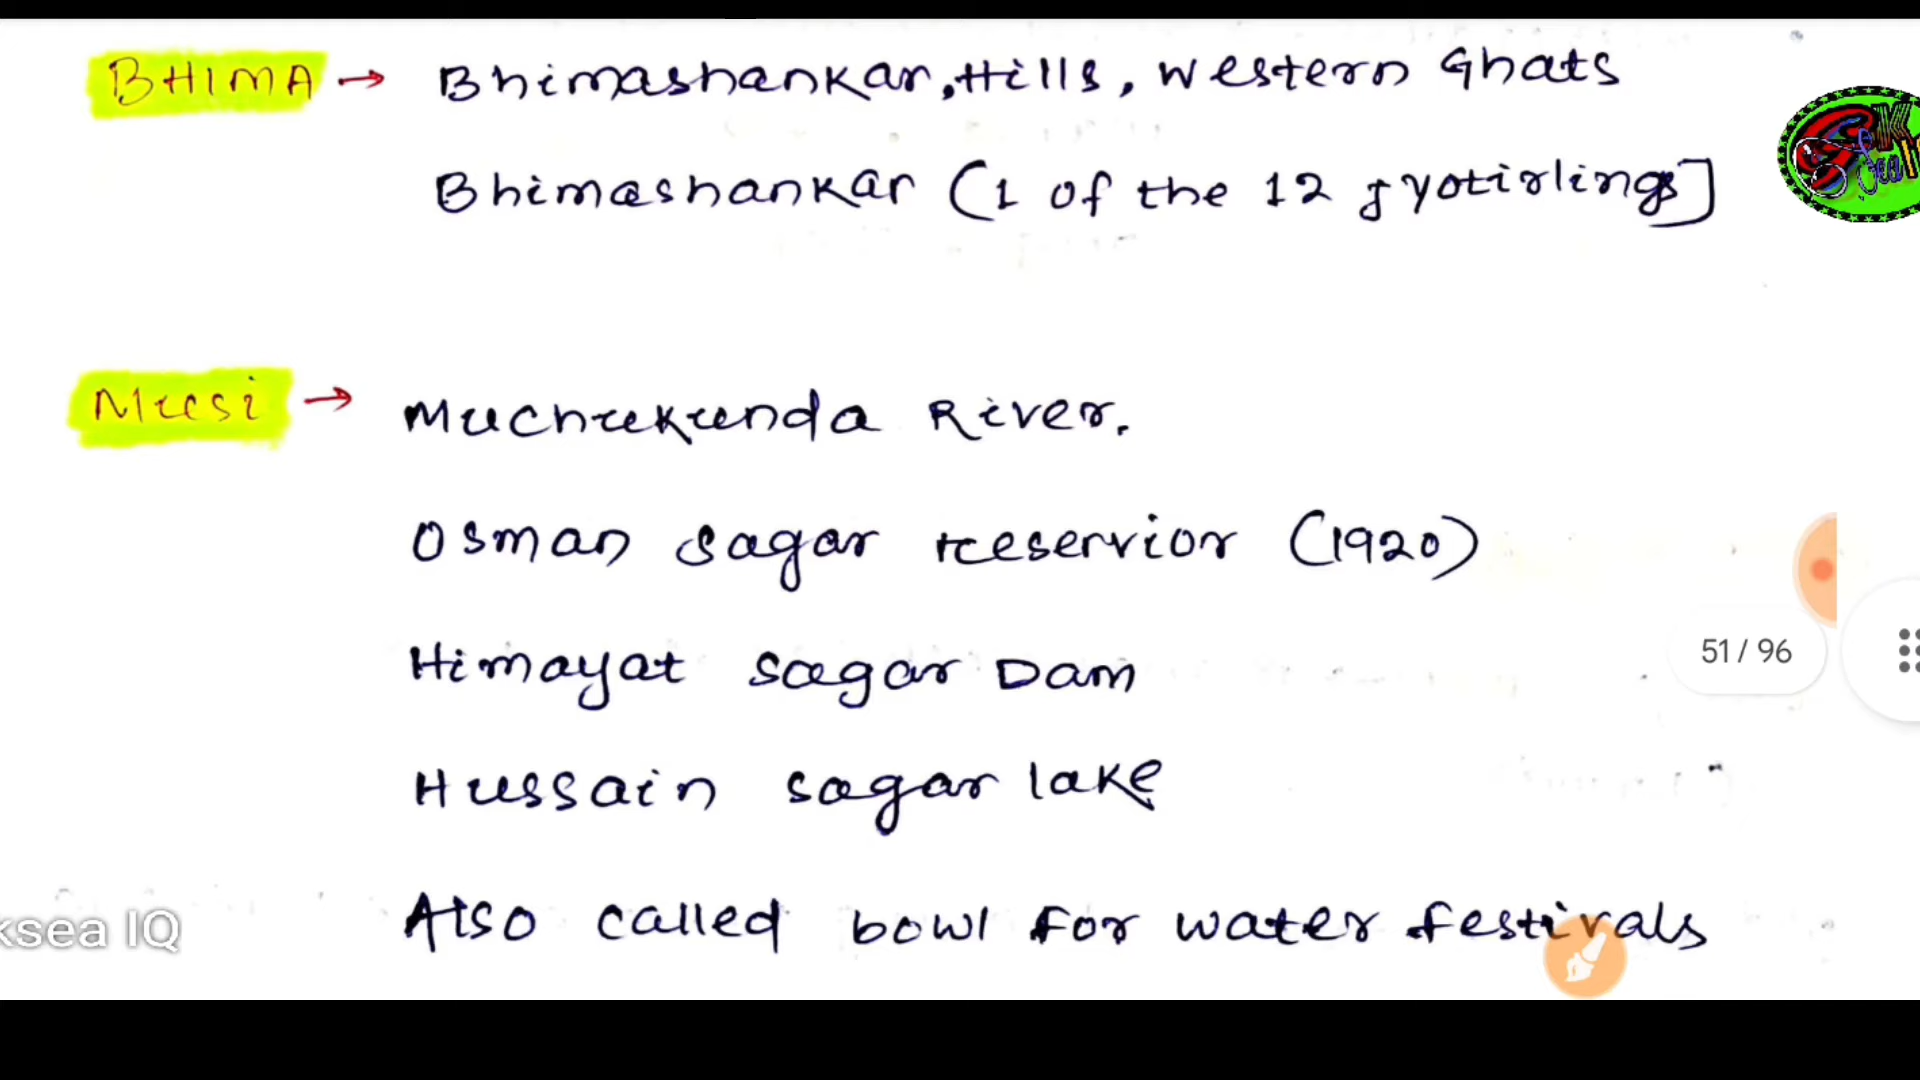 BHIMA → Bhimashankar, Hills, Western Ghats
Bhimashankar (1 of the 12 Jyotirlings]
Musi → Muchukunda River.
Osman Sagar reservior (1920)
Himayat Sagar Dam
51 / 96
Hussain Sagar lake
Also called bowl for water festivals
ksea IQ